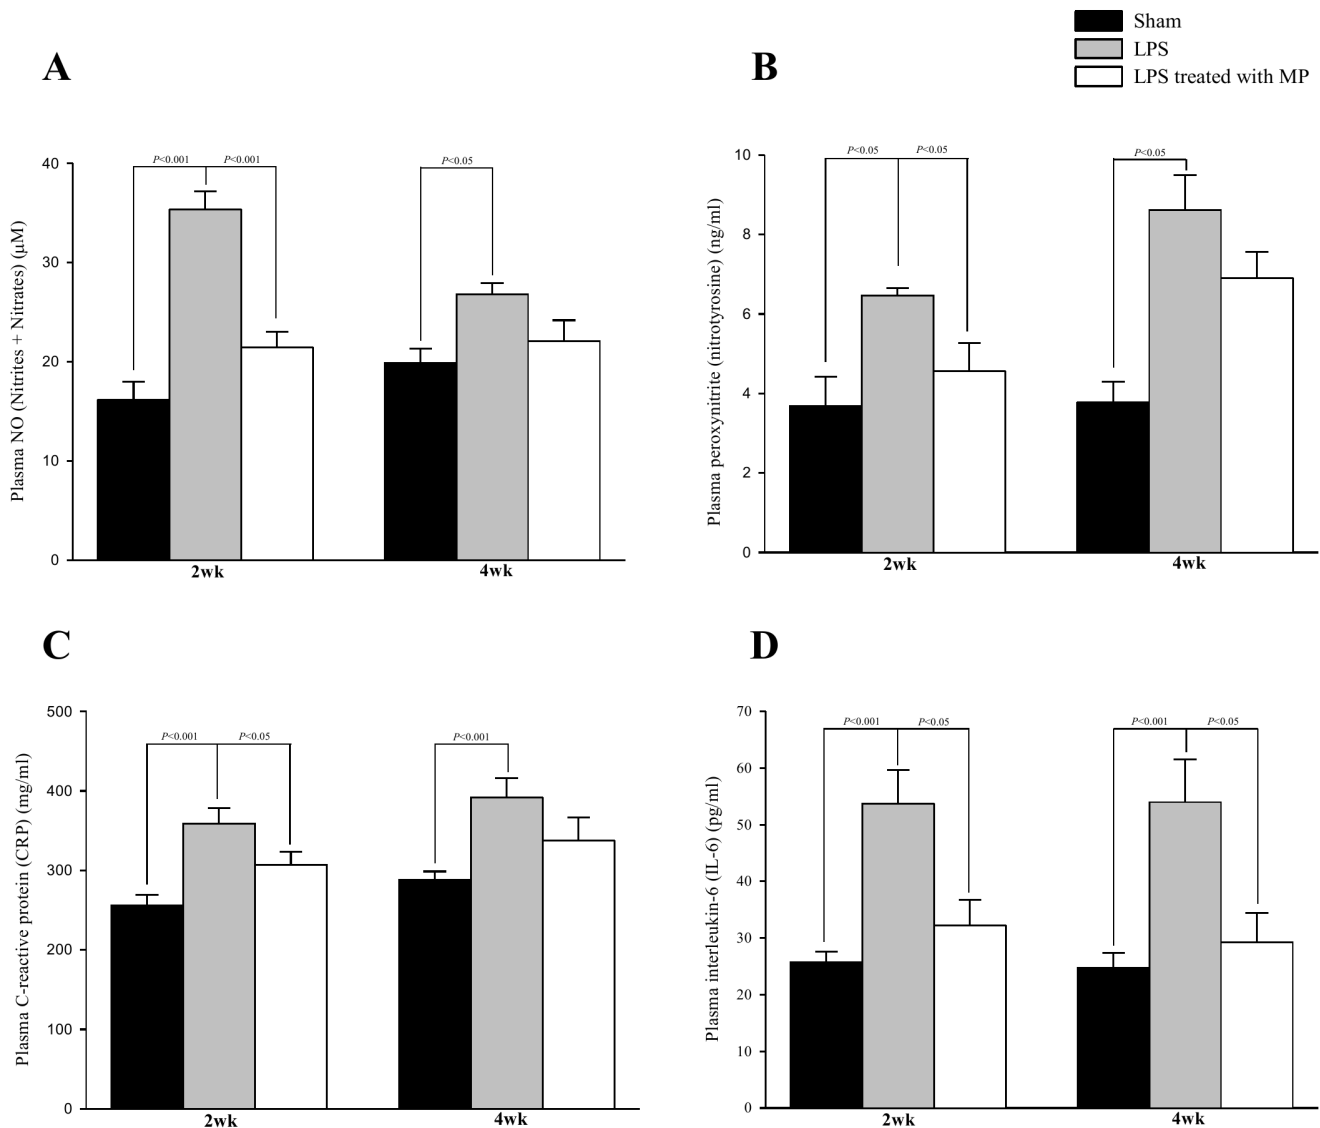 Sham
LPS
LPS treated with MP
A
Plasma NO (Nitrites + Nitrates) (μM)
40
30
20
10
0
P<0.001
P<0.001
P<0.05
2wk
4wk
B
Plasma peroxynitrite (nitrotyrosine) (ng/ml)
10
8
6
4
2
0
P<0.05
P<0.05
P<0.05
2wk
4wk
C
Plasma C-reactive protein (CRP) (mg/ml)
500
400
300
200
100
0
P<0.001
P<0.05
P<0.001
2wk
4wk
D
Plasma interleukin-6 (IL-6) (pg/ml)
70
60
50
40
30
20
10
0
P<0.001
P<0.05
P<0.001
P<0.05
2wk
4wk